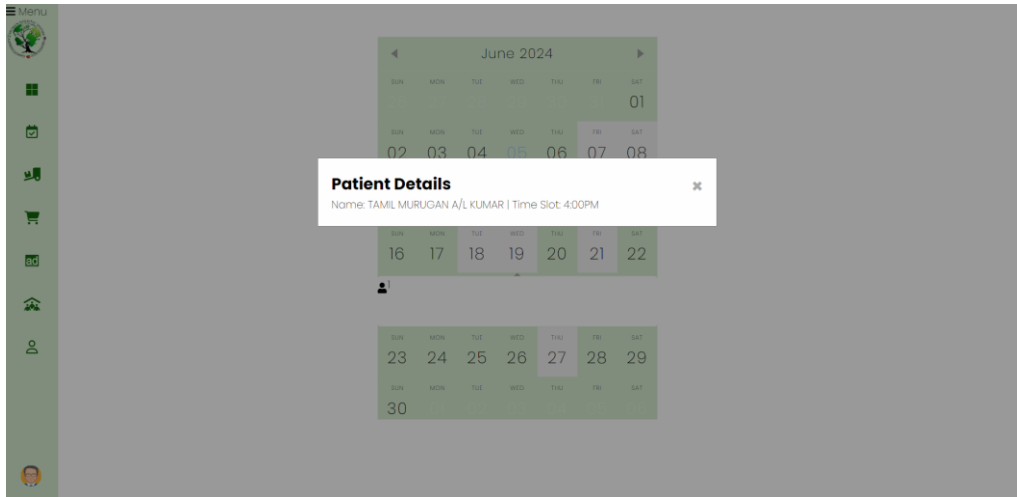 Menu
June 2024
SUN MON TUE WED THU FRI SAT
01
SUN MON TUE WED THU FRI SAT
02 03 04 05 06 07 08
Patient Details
Name: TAMIL MURUGAN A/L KUMAR | Time Slot: 4:00PM
SUN MON TUE WED THU FRI SAT
16 17 18 19 20 21 22
SUN MON TUE WED THU FRI SAT
23 24 25 26 27 28 29
SUN MON TUE WED THU FRI SAT
30
ad